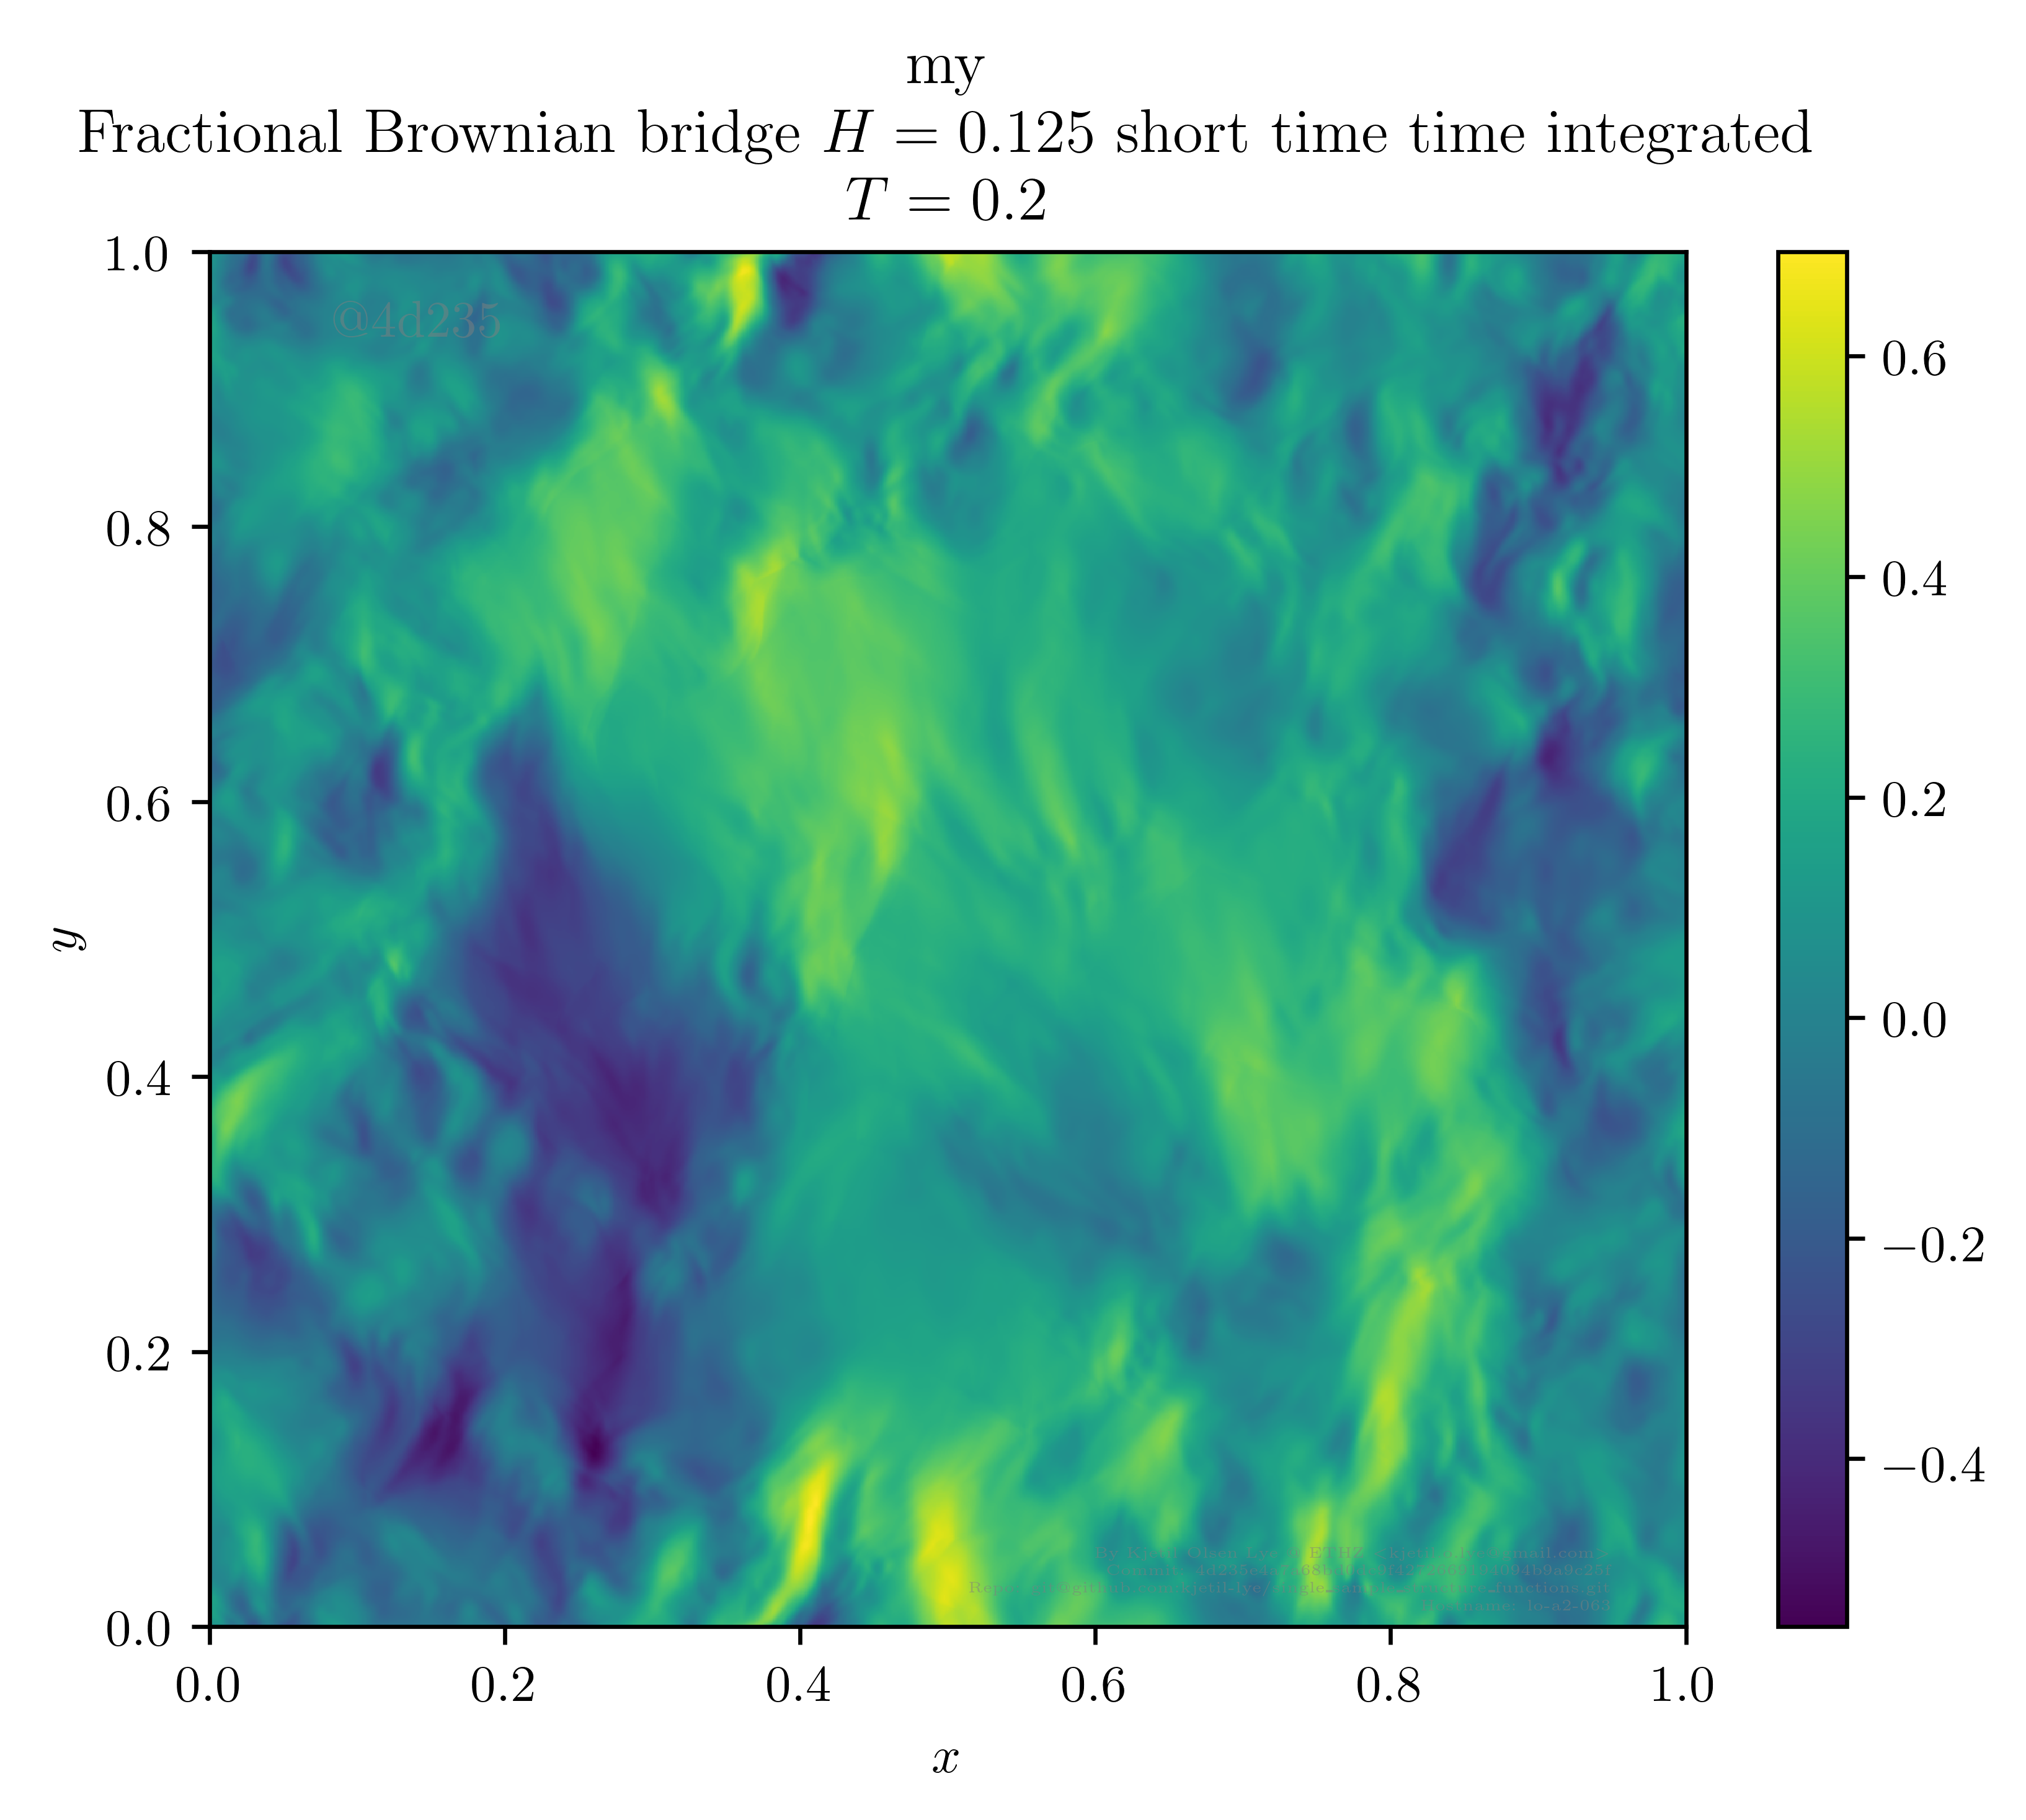 my
Fractional Brownian bridge H = 0.125 short time time integrated
T = 0.2
1.0
@4d235
0.8
0.6
0.4
0.2
0.0
y
0.0 0.2 0.4 0.6 0.8 1.0
x
0.6
0.4
0.2
0.0
−0.2
−0.4